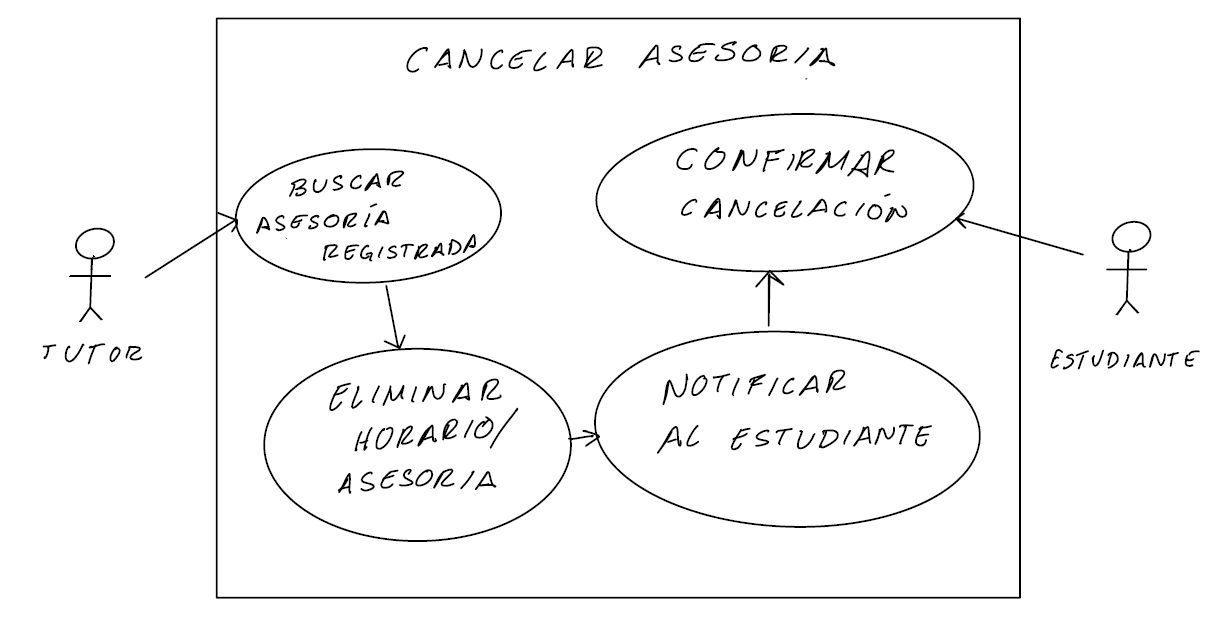 CANCELAR ASESORIA
BUSCAR
ASESORÍA
REGISTRADA
CONFIRMAR
CANCELACIÓN
TUTOR
ESTUDIANTE
ELIMINAR
HORARIO/
ASESORIA
NOTIFICAR
AL ESTUDIANTE